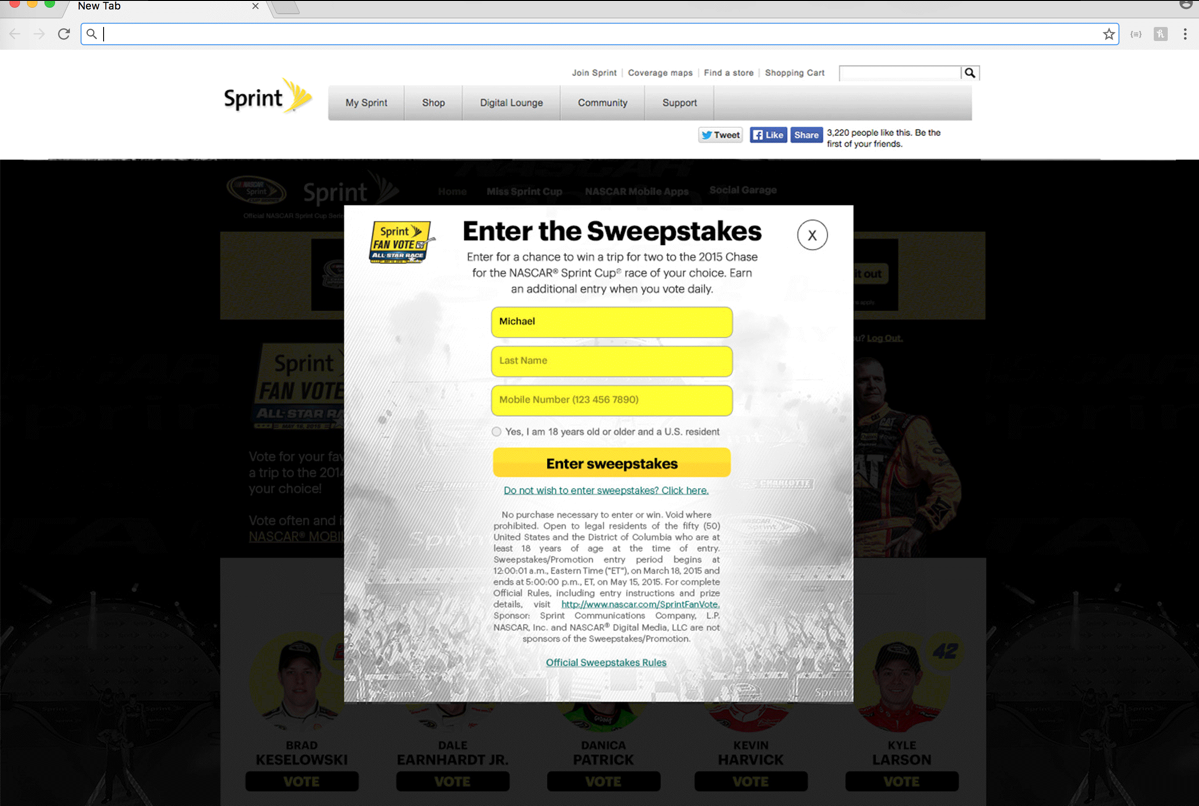 New Tab
Join Sprint | Coverage maps | Find a store | Shopping Cart
Sprint
My Sprint
Shop
Digital Lounge
Community
Support
Tweet
Like
Share
3,220 people like this. Be the
first of your friends.
Sprint
Home
Miss Sprint Cup
NASCAR Mobile Apps
Social Garage
Sprint
FAN VOTE
ALL-STAR RACE
Enter the Sweepstakes
X
Enter for a chance to win a trip for two to the 2015 Chase
for the NASCAR® Sprint Cup® race of your choice. Earn
an additional entry when you vote daily.
Michael
Last Name
Mobile Number (123 456 7890)
Yes, I am 18 years old or older and a U.S. resident
Enter sweepstakes
Do not wish to enter sweepstakes? Click here.
No purchase necessary to enter or win. Void where
prohibited. Open to legal residents of the fifty (50)
United States and the District of Columbia who are at
least 18 years of age at the time of entry.
Sweepstakes/Promotion entry period begins at
12:00:01 a.m., Eastern Time ("ET"), on March 18, 2015 and
ends at 5:00:00 p.m., ET, on May 15, 2015. For complete
Official Rules, including entry instructions and prize
details, visit http://www.nascar.com/SprintFanVote.
Sponsor: Sprint Communications Company, L.P.
NASCAR, Inc. and NASCAR® Digital Media, LLC are not
sponsors of the Sweepstakes/Promotion.
Official Sweepstakes Rules
it out
Log Out.
Sprint
FAN VOTE
ALL-STAR RA
Vote for your fav
a trip to the 201
your choice!
Vote often and i
NASCAR® MOBI
CAT
CHARLOTTE
Sprint
Sprint
42
BRAD
KESELOWSKI
VOTE
DALE
EARNHARDT JR.
VOTE
DANICA
PATRICK
VOTE
KEVIN
HARVICK
VOTE
KYLE
LARSON
VOTE